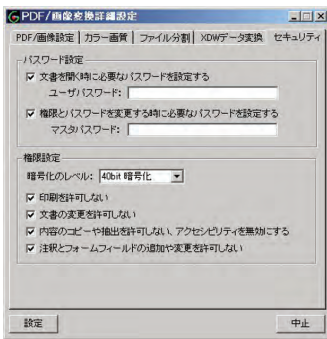 PDF/画像変換詳細設定
PDF/画像設定 カラー画質 ファイル分割 XDWデータ変換 セキュリティ
パスワード設定
文書を開く時に必要なパスワードを設定する
ユーザパスワード:
権限とパスワードを変更する時に必要なパスワードを設定する
マスタパスワード:
権限設定
暗号化のレベル: 40bit 暗号化
印刷を許可しない
文書の変更を許可しない
内容のコピーや抽出を許可しない、アクセシビリティを無効にする
注釈とフォームフィールドの追加や変更を許可しない
設定 中止